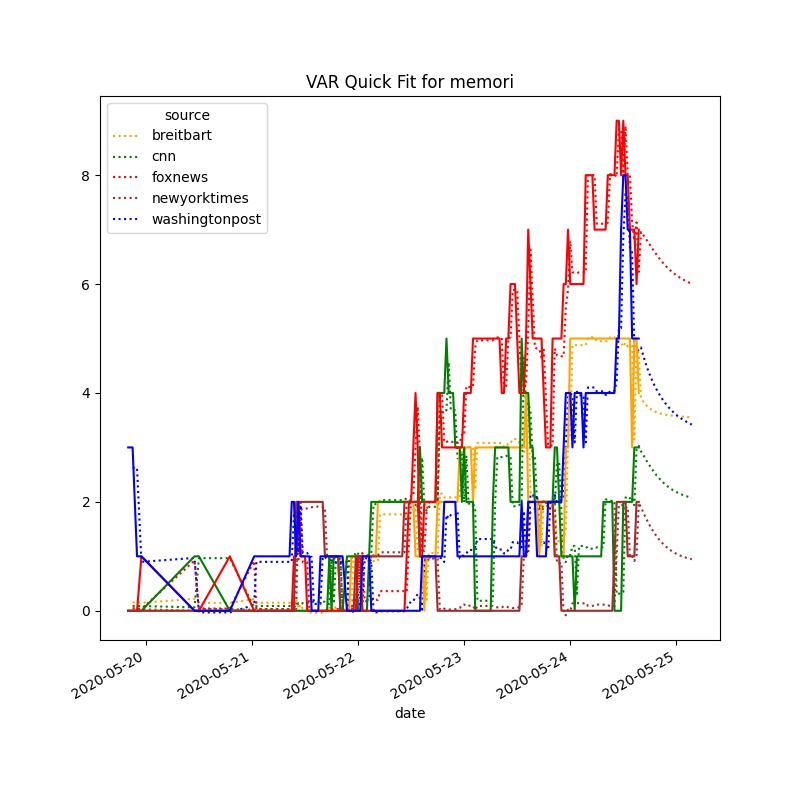 VAR Quick Fit for memori
source
breitbart
cnn
foxnews
newyorktimes
washingtonpost
8
6
4
2
0
2020-05-20
2020-05-21
2020-05-22
2020-05-23
2020-05-24
2020-05-25
date